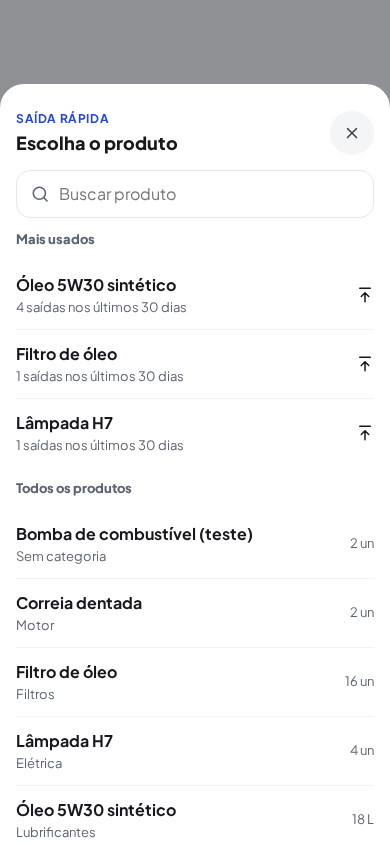 SAÍDA RÁPIDA
Escolha o produto
Buscar produto
Mais usados
Óleo 5W30 sintético
4 saídas nos últimos 30 dias
Filtro de óleo
1 saídas nos últimos 30 dias
Lâmpada H7
1 saídas nos últimos 30 dias
Todos os produtos
Bomba de combustível (teste)
2 un
Sem categoria
Correia dentada
2 un
Motor
Filtro de óleo
16 un
Filtros
Lâmpada H7
4 un
Elétrica
Óleo 5W30 sintético
18 L
Lubrificantes